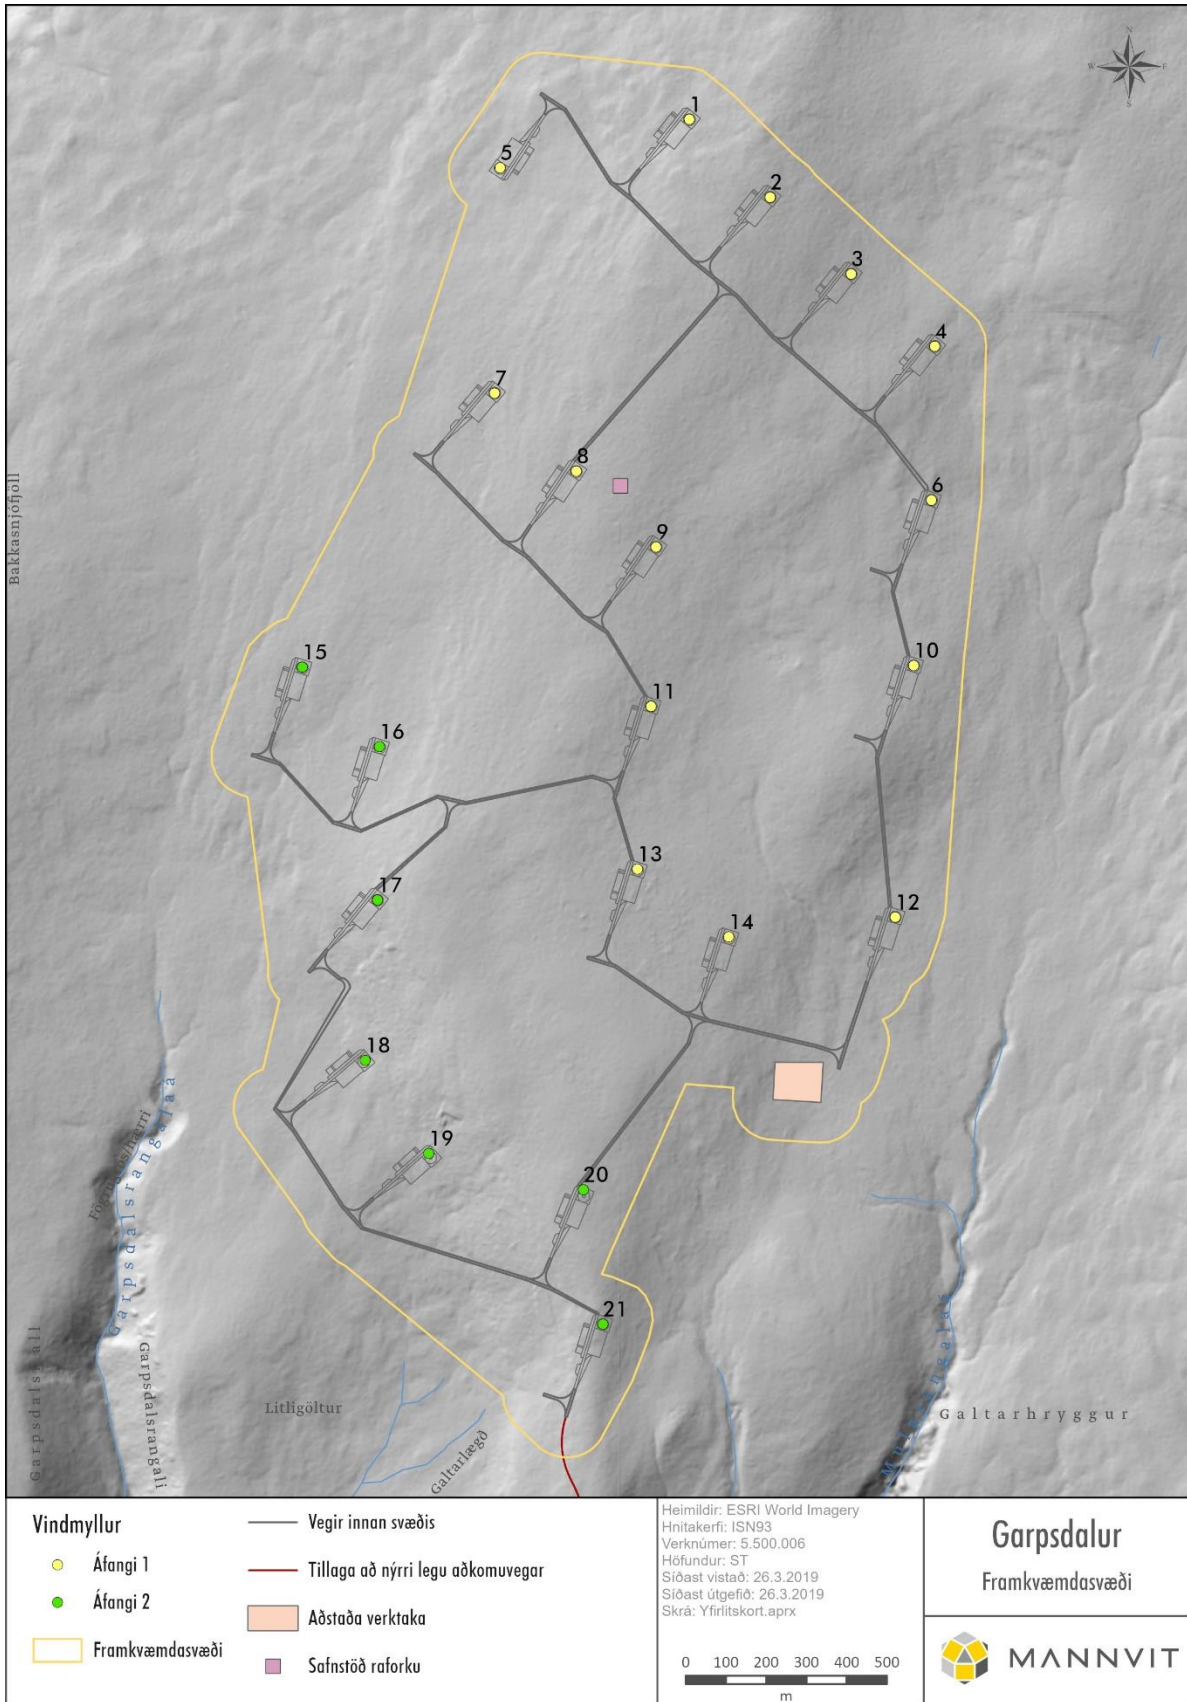 N
W E
S
1
5
2
3
4
7
8
6
9
15
10
11
16
13
17
12
14
18
19
20
21
Bakkasnjófjöll
Garpsdalsrangalaá
Garpsdalsfjall
Garpsdalsrangali
Litligöltur
Galtarlægð
Galtarhryggur
Vindmyllur
Áfangi 1
Áfangi 2
Framkvæmdasvæði
Vegir innan svæðis
Tillaga að nýrri legu aðkomuvegar
Aðstaða verktaka
Safnstöð raforku
Heimildir: ESRI World Imagery
Hnitakerfi: ISN93
Verknúmer: 5.500.006
Höfundur: ST
Síðast vistað: 26.3.2019
Síðast útgefið: 26.3.2019
Skrá: Yfirlitskort.aprx
0 100 200 300 400 500
m
Garpsdalur
Framkvæmdasvæði
MANNVIT